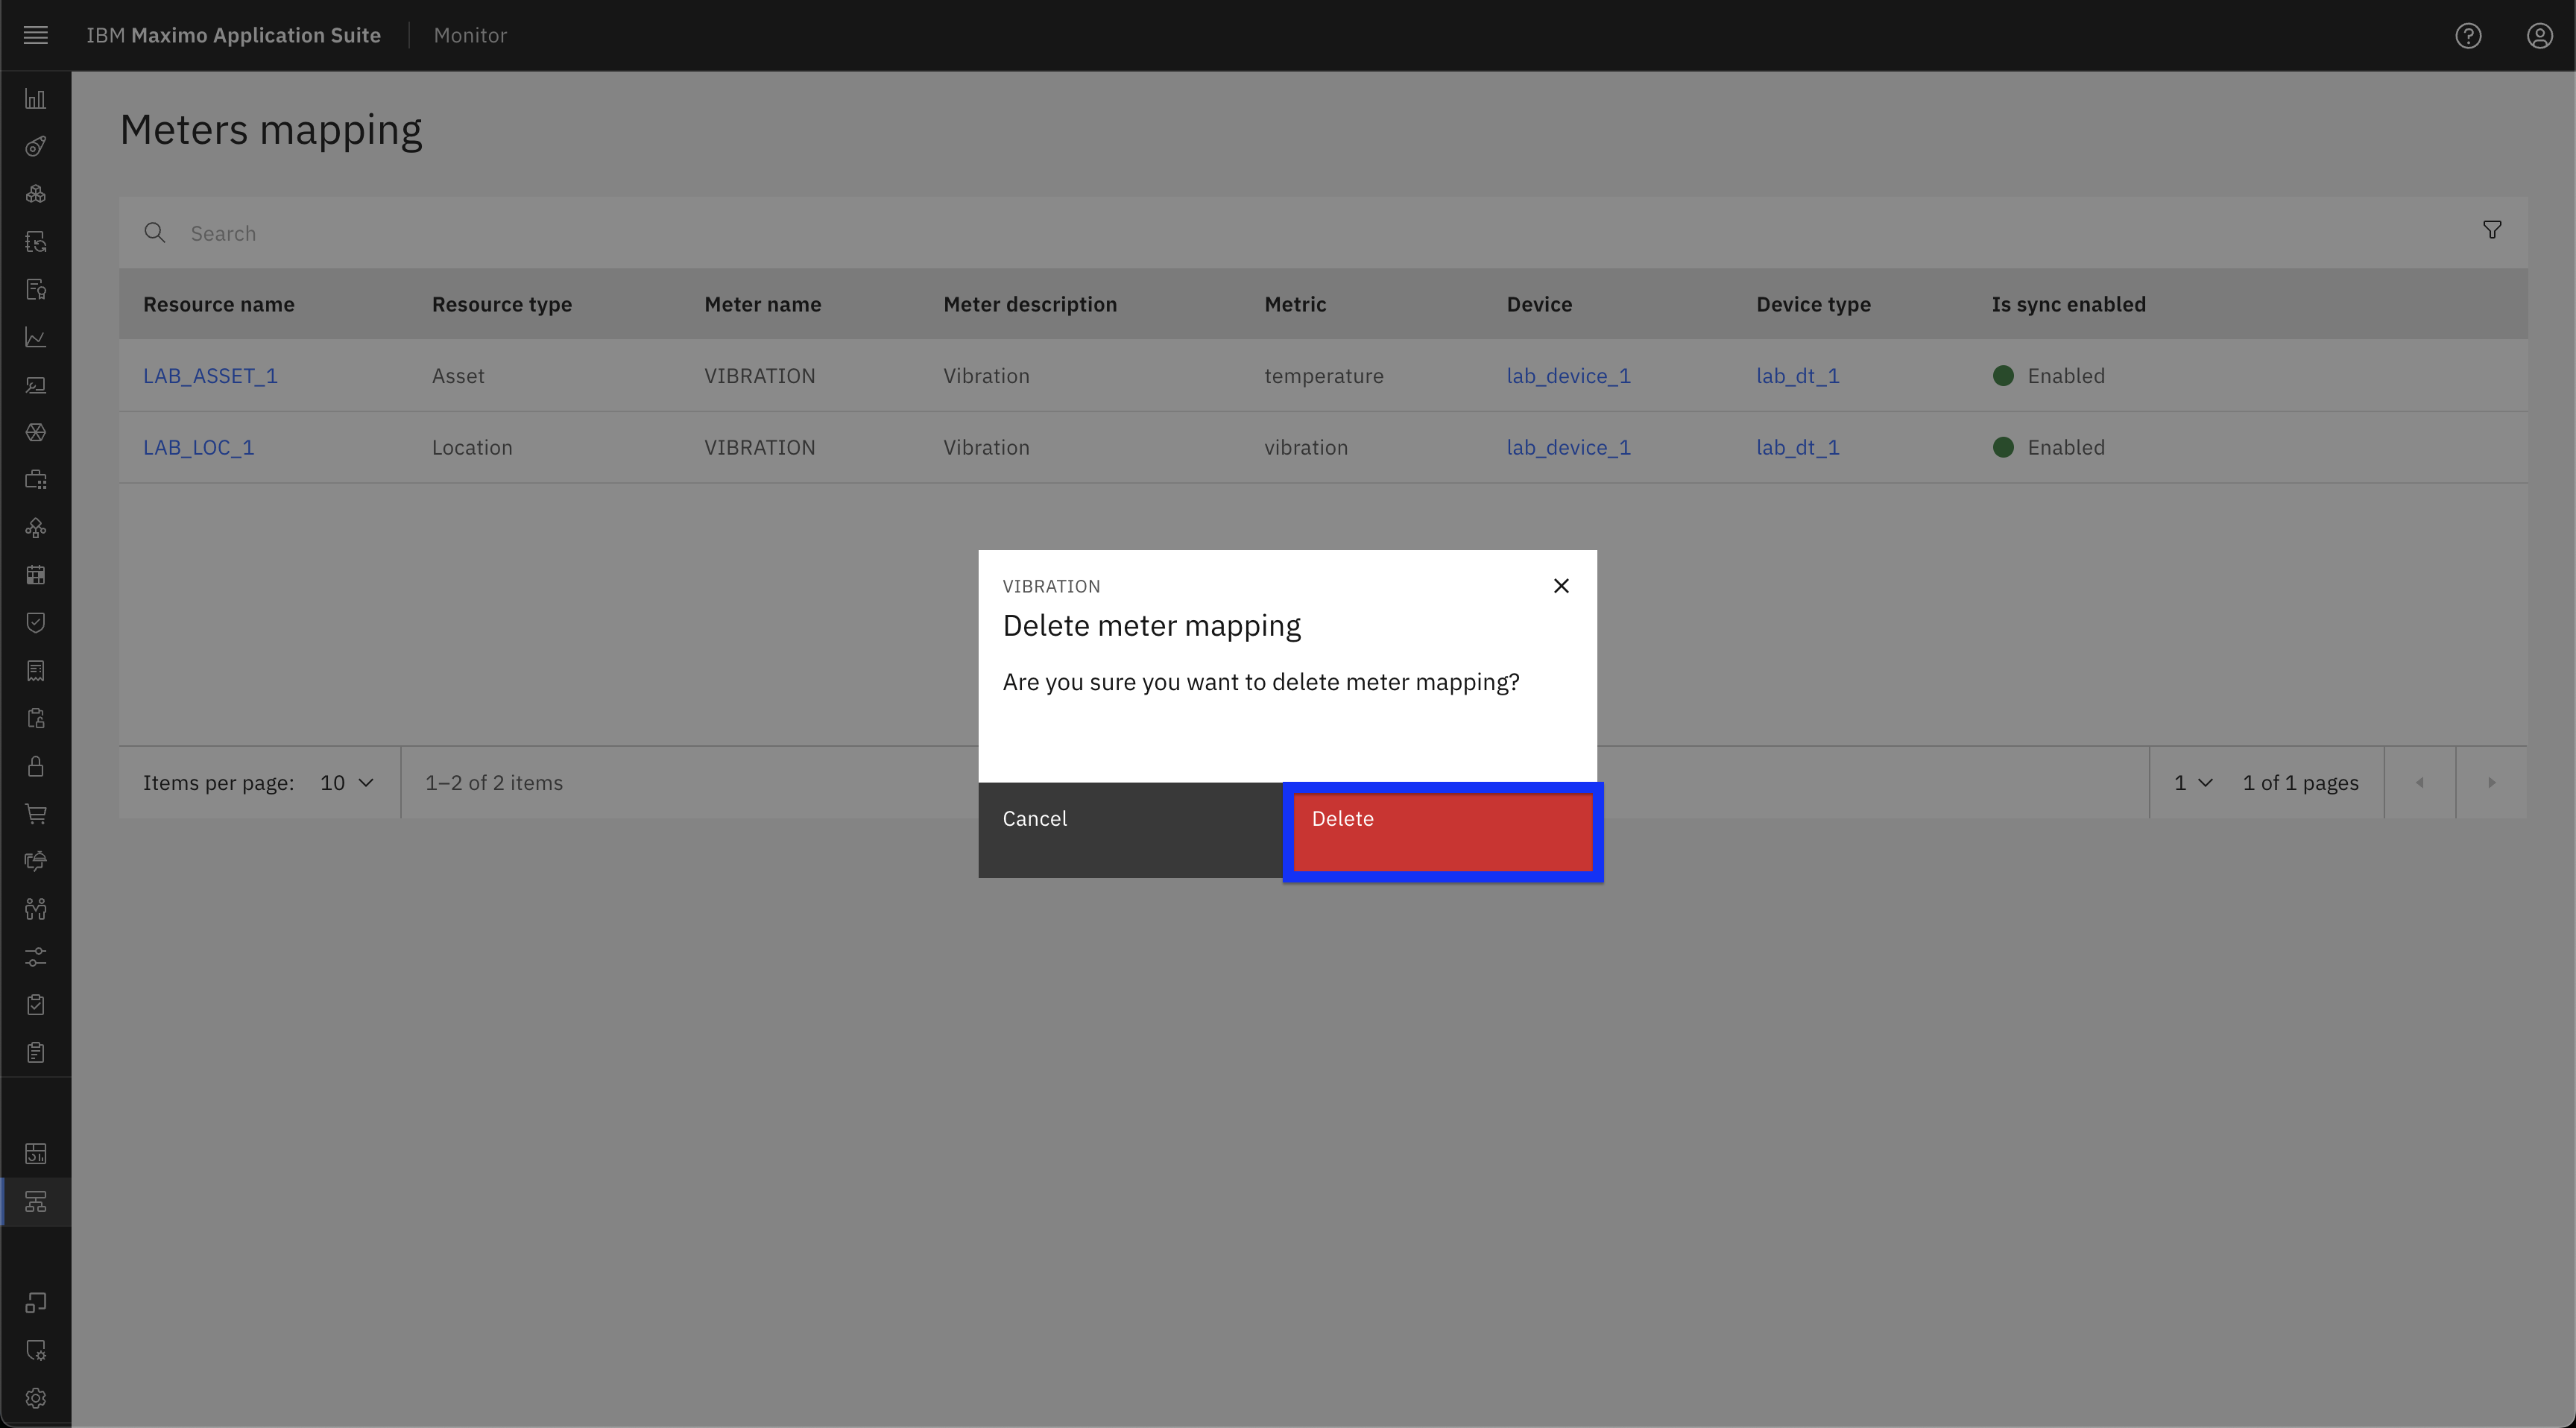 IBM Maximo Application Suite Monitor
Meters mapping
Search
Resource name Resource type Meter name Meter description Metric Device Device type Is sync enabled
LAB_ASSET_1 Asset VIBRATION Vibration temperature lab_device_1 lab_dt_1 Enabled
LAB_LOC_1 Location VIBRATION Vibration vibration lab_device_1 lab_dt_1 Enabled
VIBRATION
Delete meter mapping
Are you sure you want to delete meter mapping?
Cancel Delete
Items per page: 10 1–2 of 2 items 1 1 of 1 pages